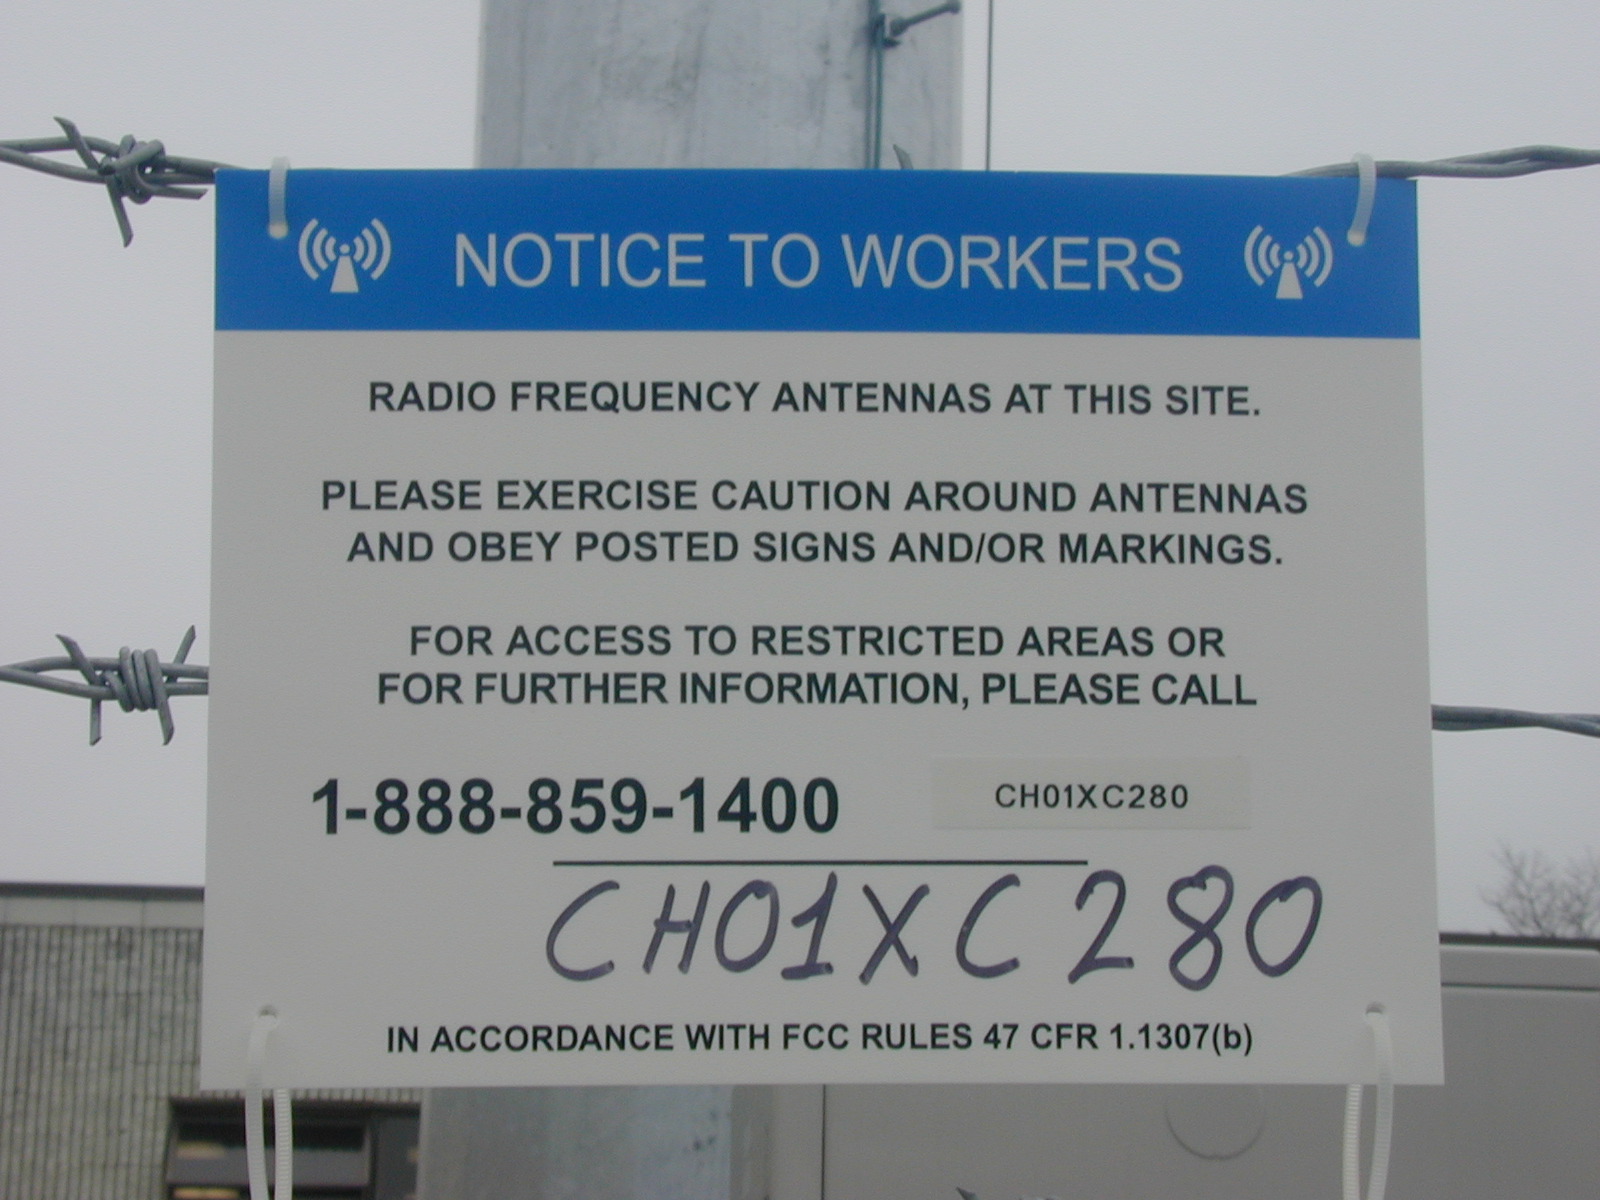 NOTICE TO WORKERS
RADIO FREQUENCY ANTENNAS AT THIS SITE.
PLEASE EXERCISE CAUTION AROUND ANTENNAS
AND OBEY POSTED SIGNS AND/OR MARKINGS.
FOR ACCESS TO RESTRICTED AREAS OR
FOR FURTHER INFORMATION, PLEASE CALL
1-888-859-1400 CH01XC280
CH01XC280
IN ACCORDANCE WITH FCC RULES 47 CFR 1.1307(b)